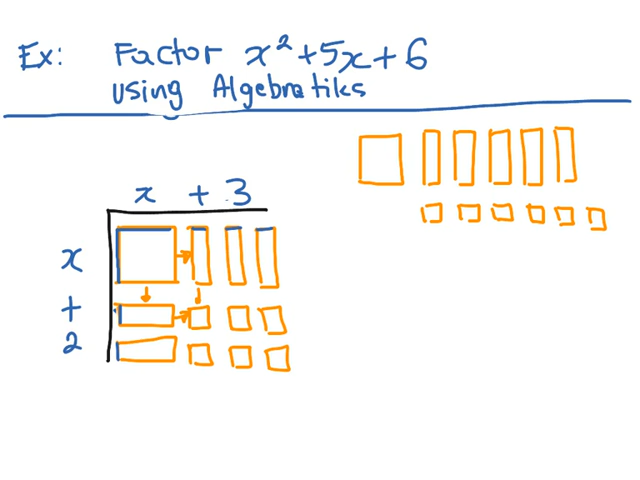 Ex: Factor x² + 5x + 6
using Algebratiks
x + 3
x
+
2